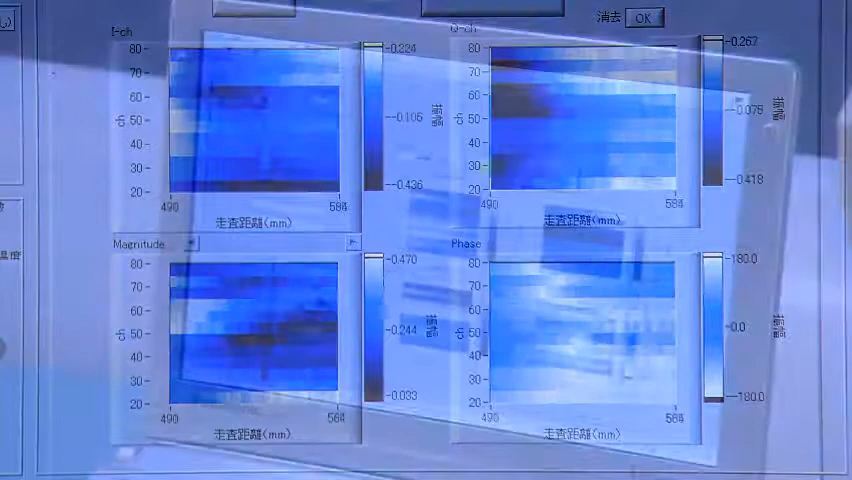 し)
消去 OK
I-ch
Q-ch
80
70
60
50
40
30
20
ch
490
584
走査距離(mm)
-0.224
-0.106
-0.436
振幅
80
70
60
50
40
30
20
ch
490
584
走査距離(mm)
-0.267
-0.076
-0.418
振幅
温度
Magnitude
Phase
80
70
60
50
40
30
20
ch
490
584
走査距離(mm)
-0.470
-0.244
-0.033
振幅
80
70
60
50
40
30
20
ch
490
584
走査距離(mm)
-180.0
-0.0
-180.0
振幅